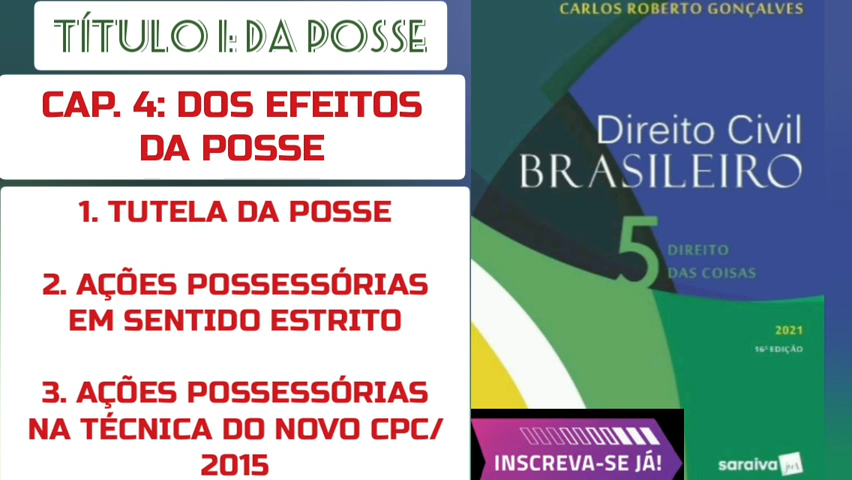 TÍTULO I: DA POSSE
CAP. 4: DOS EFEITOS
DA POSSE
1. TUTELA DA POSSE
2. AÇÕES POSSESSÓRIAS
EM SENTIDO ESTRITO
3. AÇÕES POSSESSÓRIAS
NA TÉCNICA DO NOVO CPC/
2015
CARLOS ROBERTO GONÇALVES
Direito Civil
BRASILEIRO
5
DIREITO
DAS COISAS
2021
16ª EDIÇÃO
INSCREVA-SE JÁ!
saraiva jur